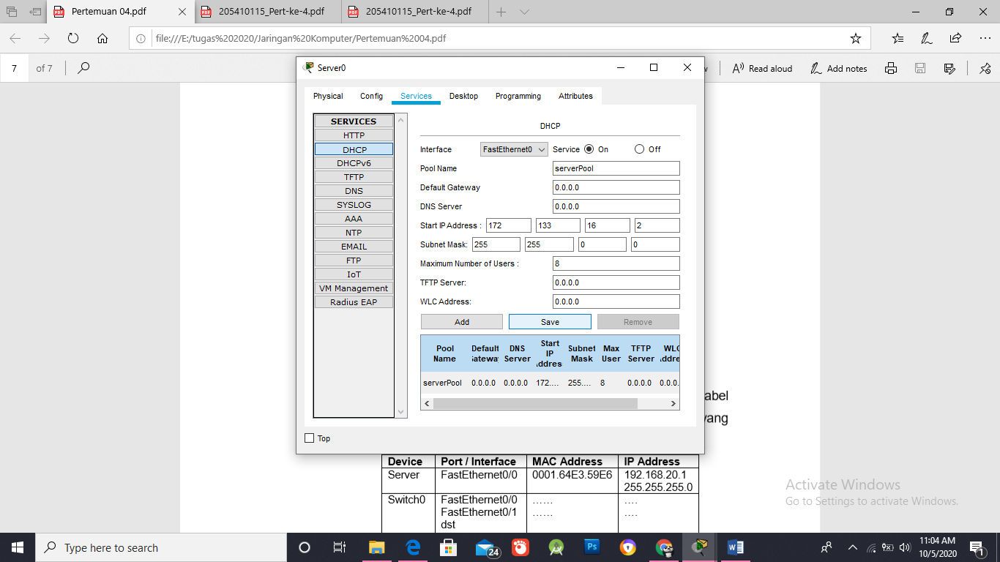 Pertemuan 04.pdf
205410115_Pert-ke-4.pdf
205410115_Pert-ke-4.pdf
file:///E:/tugas%202020/Jaringan%20Komputer/Pertemuan%2004.pdf
7 of 7
Read aloud
Add notes
Server0
Physical Config Services Desktop Programming Attributes
SERVICES
HTTP
DHCP
DHCPv6
TFTP
DNS
SYSLOG
AAA
NTP
EMAIL
FTP
IoT
VM Management
Radius EAP
DHCP
Interface FastEthernet0 Service On Off
Pool Name serverPool
Default Gateway 0.0.0.0
DNS Server 0.0.0.0
Start IP Address : 172 133 16 2
Subnet Mask: 255 255 0 0
Maximum Number of Users : 8
TFTP Server: 0.0.0.0
WLC Address: 0.0.0.0
Add Save Remove
Pool Name Default Gateway DNS Server Start IP Address Subnet Mask Max User TFTP Server WLC Addre
serverPool 0.0.0.0 0.0.0.0 172.... 255.... 8 0.0.0.0 0.0.0.
Top
abel
yang
Device Port / Interface MAC Address IP Address
Server FastEthernet0/0 0001.64E3.59E6 192.168.20.1
255.255.255.0
Switch0 FastEthernet0/0 ...... ....
FastEthernet0/1 ...... ....
dst
Activate Windows
Go to Settings to activate Windows.
Type here to search
24
Ps
11:04 AM
10/5/2020
1